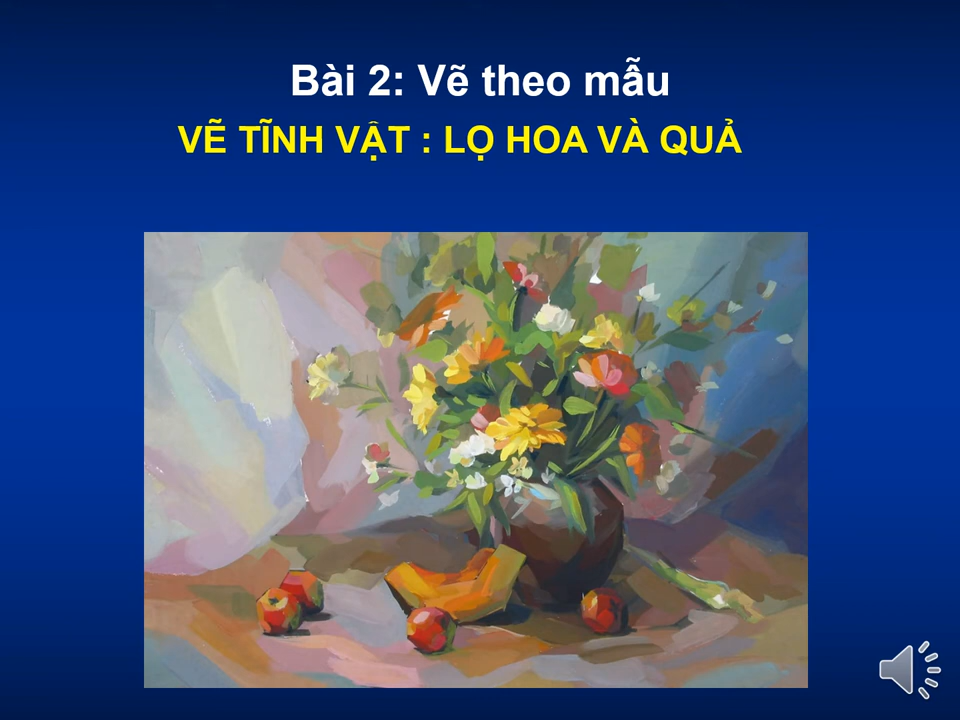 Bài 2: Vẽ theo mẫu
VẼ TĨNH VẬT : LỌ HOA VÀ QUẢ